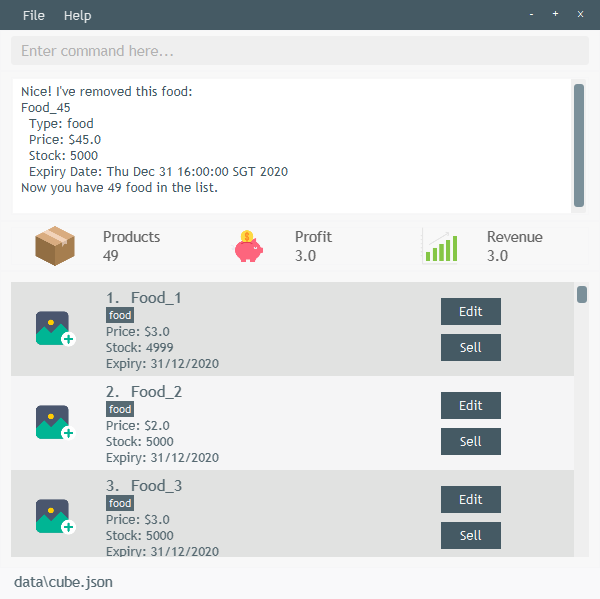 File Help - + x
Enter command here...
Nice! I've removed this food:
Food_45
Type: food
Price: $45.0
Stock: 5000
Expiry Date: Thu Dec 31 16:00:00 SGT 2020
Now you have 49 food in the list.
Products Profit Revenue
49 3.0 3.0
1. Food_1
food
Price: $3.0
Stock: 4999
Expiry: 31/12/2020
Edit
Sell
2. Food_2
food
Price: $2.0
Stock: 5000
Expiry: 31/12/2020
Edit
Sell
3. Food_3
food
Price: $3.0
Stock: 5000
Expiry: 31/12/2020
Edit
Sell
data\cube.json